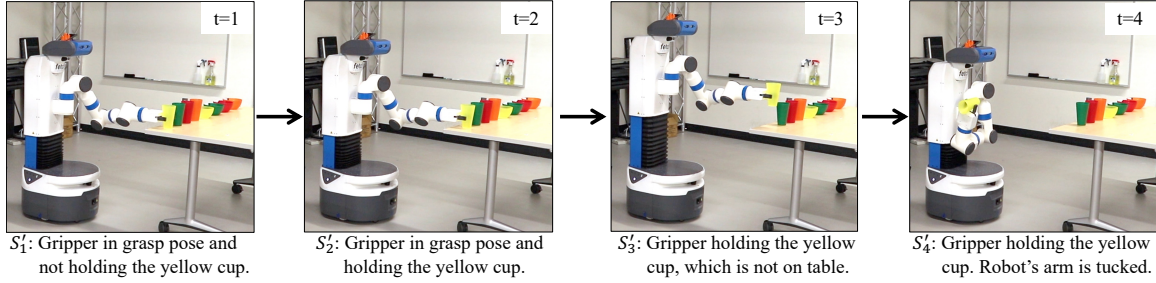 t=1
t=2
t=3
t=4
fetch
S′₁: Gripper in grasp pose and
not holding the yellow cup.
S′₂: Gripper in grasp pose and
holding the yellow cup.
S′₃: Gripper holding the yellow
cup, which is not on table.
S′₄: Gripper holding the yellow
cup. Robot's arm is tucked.